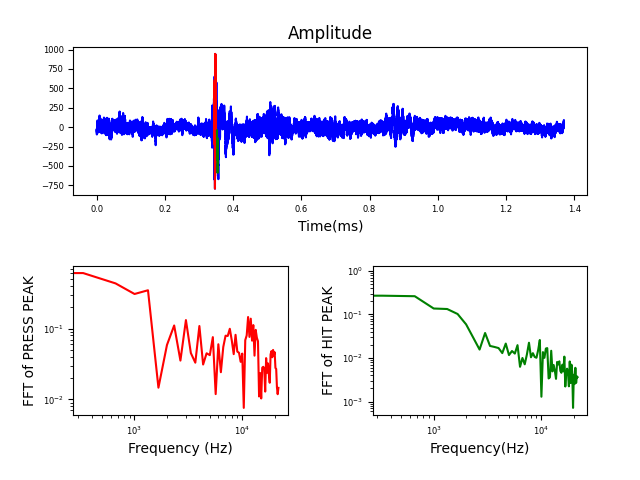 Amplitude
1000
750
500
250
0
−250
−500
−750
0.0 0.2 0.4 0.6 0.8 1.0 1.2 1.4
Time(ms)
FFT of PRESS PEAK
10⁻¹
10⁻²
10³ 10⁴
Frequency (Hz)
FFT of HIT PEAK
10⁰
10⁻¹
10⁻²
10⁻³
10³ 10⁴
Frequency(Hz)